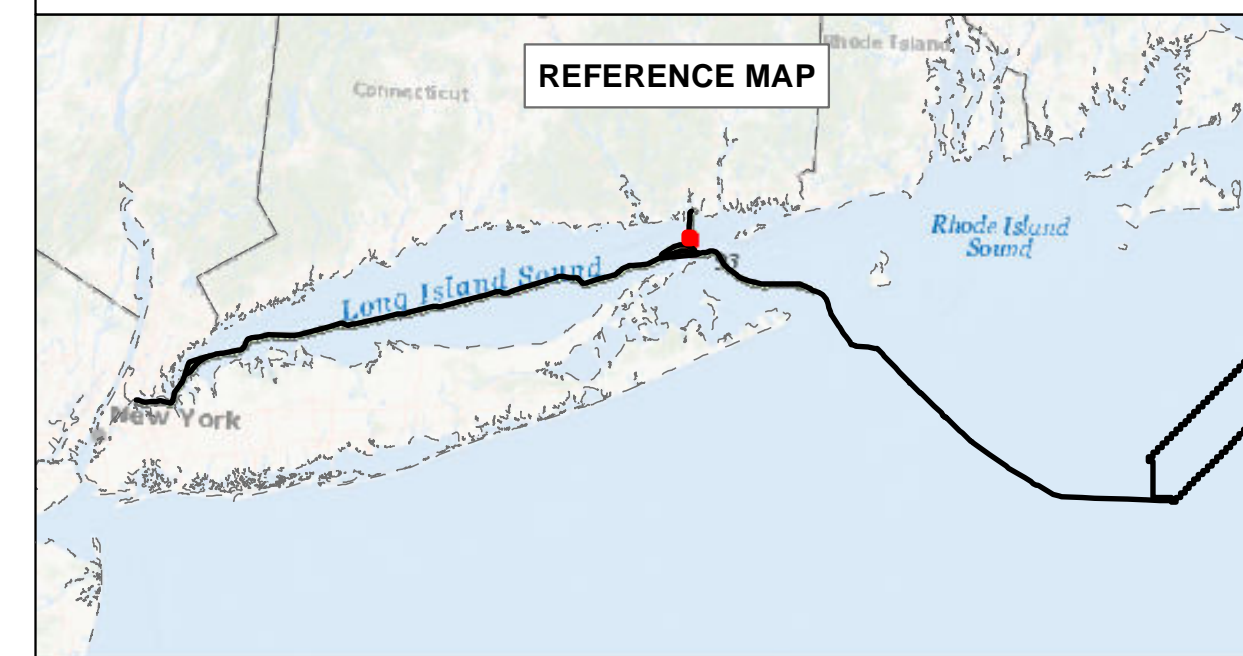 Rhode Island
REFERENCE MAP
Connecticut
Rhode Island
Sound
Long Island Sound
New York